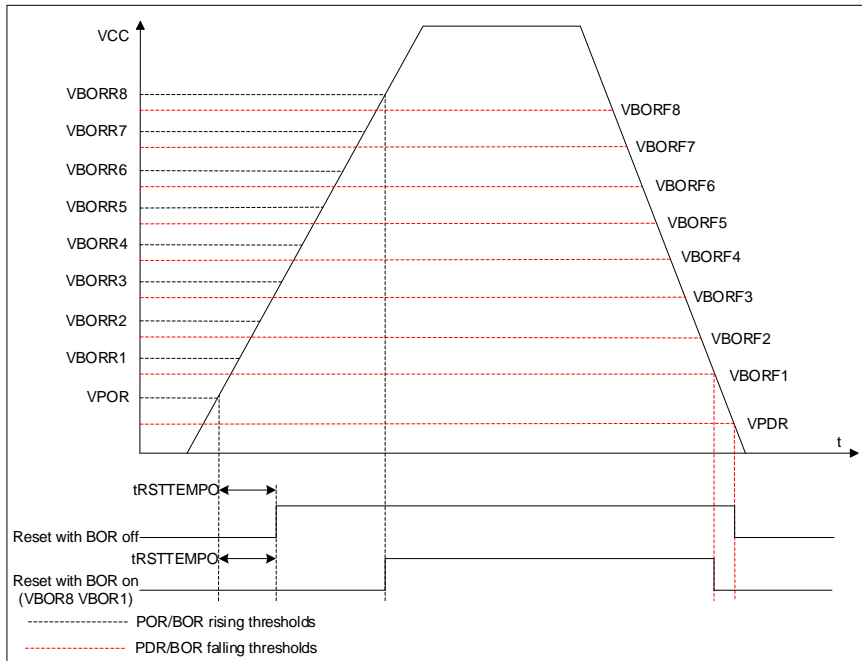 VCC
VBORR8
VBORR7
VBORR6
VBORR5
VBORR4
VBORR3
VBORR2
VBORR1
VPOR
VBORF8
VBORF7
VBORF6
VBORF5
VBORF4
VBORF3
VBORF2
VBORF1
VPDR
t
tRSTTEMPO
Reset with BOR off
tRSTTEMPO
Reset with BOR on
(VBOR8 VBOR1)
POR/BOR rising thresholds
PDR/BOR falling thresholds